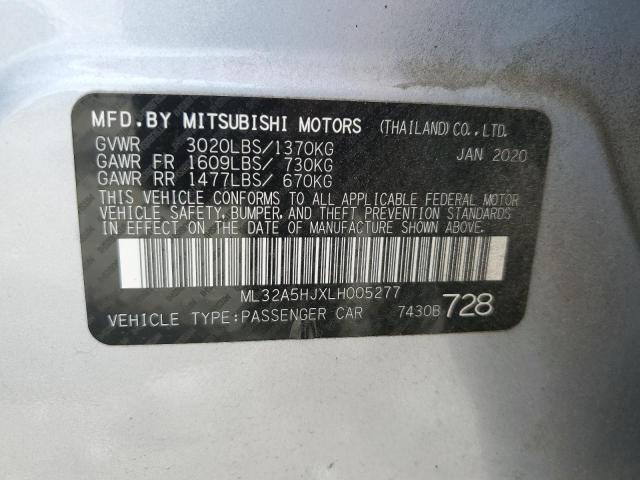 MFD.BY MITSUBISHI MOTORS (THAILAND) CO., LTD.
GVWR 3020LBS/1370KG JAN 2020
GAWR FR 1609LBS/ 730KG
GAWR RR 1477LBS/ 670KG
THIS VEHICLE CONFORMS TO ALL APPLICABLE FEDERAL MOTOR
VEHICLE SAFETY, BUMPER, AND THEFT PREVENTION STANDARDS
IN EFFECT ON THE DATE OF MANUFACTURE SHOWN ABOVE.
ML32A5HJXLH005277
VEHICLE TYPE:PASSENGER CAR 7430B 728